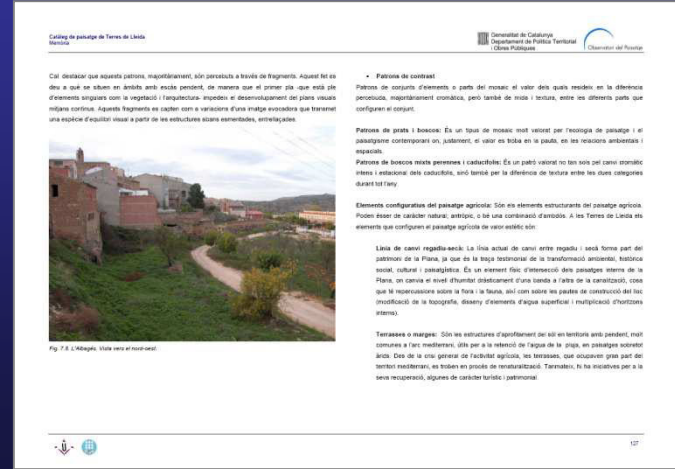 Catàleg de paisatge de Terres de Lleida
Memòria
Generalitat de Catalunya
Departament de Política Territorial
i Obres Públiques
Observatori del Paisatge
Cal destacar que aquests patrons, majoritàriament, són percebuts a través de fragments. Aquest fet es
deu a què se situen en àmbits amb escàs pendent, de manera que el primer pla -que està ple
d'elements singulars com la vegetació i l'arquitectura- impedeix el desenvolupament del plans visuals
mitjans continus. Aquests fragments es capten com a variacions d'una imatge evocadora que transmet
una espècie d'equilibri visual a partir de les estructures abans esmentades, entrellaçades.
Fig. 7.8. L'Albagés. Vista vers el nord-oest.
• Patrons de contrast
Patrons de conjunts d'elements o parts del mosaic el valor dels quals resideix en la diferència
percebuda, majoritàriament cromàtica, però també de mida i textura, entre les diferents parts que
configuren el conjunt.
Patrons de prats i boscos: És un tipus de mosaic molt valorat per l'ecologia de paisatge i el
paisatgisme contemporani on, justament, el valor es troba en la pauta, en les relacions ambientals i
espacials.
Patrons de boscos mixts perennes i caducifolis: És un patró valorat no tan sols pel canvi cromàtic
intens i estacional dels caducifolis, sinó també per la diferència de textura entre les dues categories
durant tot l'any.
Elements configuratius del paisatge agrícola: Són els elements estructurants del paisatge agrícola.
Poden ésser de caràcter natural, antròpic, o bé una combinació d'ambdós. A les Terres de Lleida els
elements que configuren el paisatge agrícola de valor estètic són:
Línia de canvi regadiu-secà: La línia actual de canvi entre regadiu i secà forma part del
patrimoni de la Plana, ja que és la traça testimonial de la transformació ambiental, històrica
social, cultural i paisatgística. És un element físic d'intersecció dels paisatges interns de la
Plana, on canvia el nivell d'humitat dràsticament d'una banda a l'altra de la canalització, cosa
que té repercussions sobre la flora i la fauna, així com sobre les pautes de construcció del lloc
(modificació de la topografia, disseny d'elements d'aigua superficial i multiplicació d'horitzons
interns).
Terrasses o marges: Són les estructures d'aprofitament del sòl en territoris amb pendent, molt
comunes a l'arc mediterrani, útils per a la retenció de l'aigua de la pluja, en paisatges sobretot
àrids. Des de la crisi general de l'activitat agrícola, les terrasses, que ocupaven gran part del
territori mediterrani, es troben en procés de renaturalització. Tanmateix, hi ha iniciatives per a la
seva recuperació, algunes de caràcter turístic i patrimonial.
127